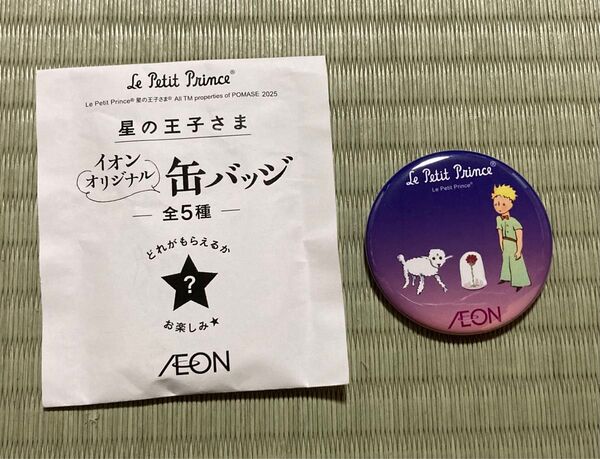 Le Petit Prince®
Le Petit Prince® 星の王子さま® All TM properties of POMASE 2025
星の王子さま
イオン
オリジナル
缶バッジ
全5種
どれがもらえるか
?
お楽しみ★
ÆON
Le Petit Prince®
Le Petit Prince®
ÆON